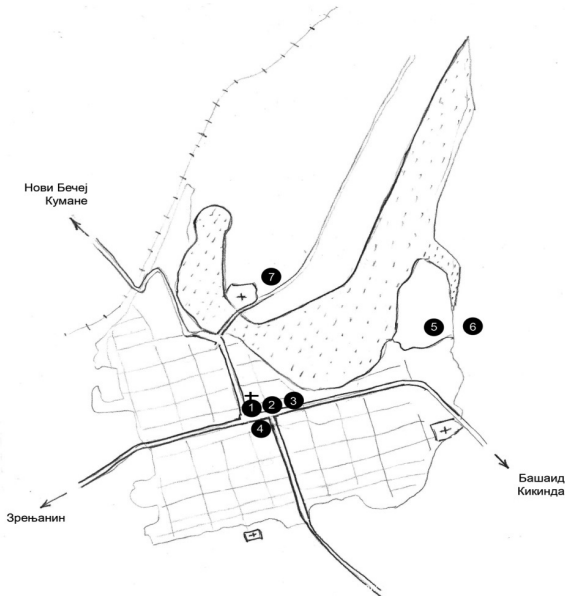 Нови Бечеј
Кумане
7
5 6
1 2 3
4
Башаид
Кикинда
Зрењанин